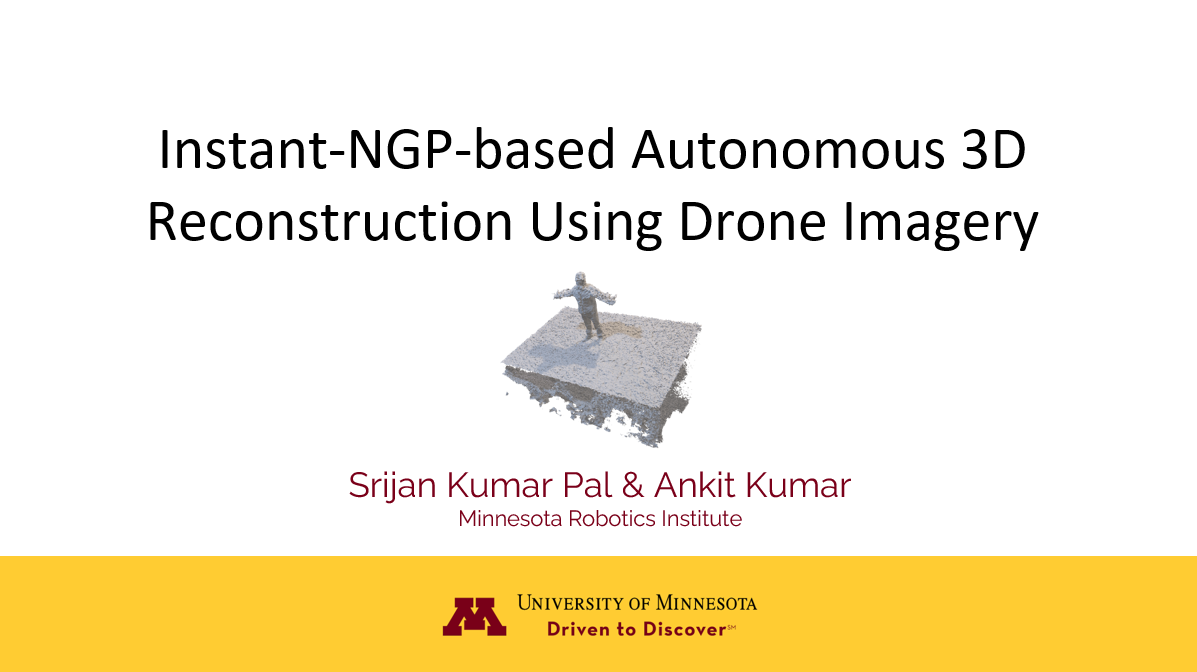 Instant-NGP-based Autonomous 3D
Reconstruction Using Drone Imagery
Srijan Kumar Pal & Ankit Kumar
Minnesota Robotics Institute
M
UNIVERSITY OF MINNESOTA
Driven to Discover℠